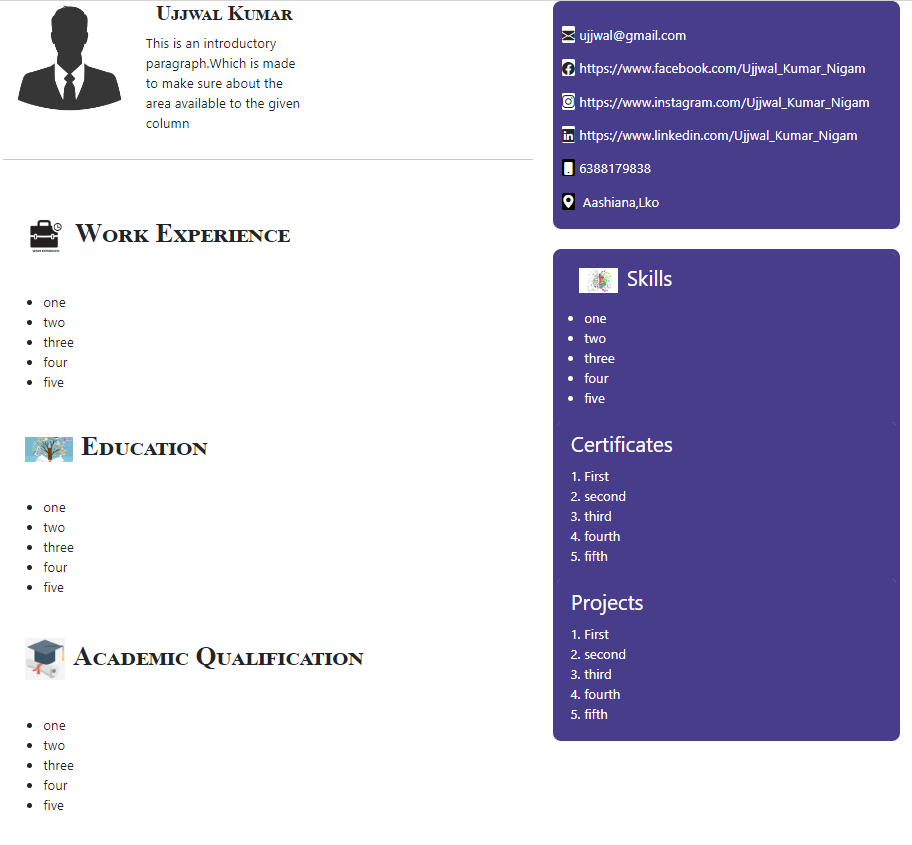 Ujjwal Kumar
This is an introductory
paragraph.Which is made
to make sure about the
area available to the given
column
Work Experience
• one
• two
• three
• four
• five
Education
• one
• two
• three
• four
• five
Academic Qualification
• one
• two
• three
• four
• five
ujjwal@gmail.com
https://www.facebook.com/Ujjwal_Kumar_Nigam
https://www.instagram.com/Ujjwal_Kumar_Nigam
https://www.linkedin.com/Ujjwal_Kumar_Nigam
6388179838
Aashiana,Lko
Skills
• one
• two
• three
• four
• five
Certificates
1. First
2. second
3. third
4. fourth
5. fifth
Projects
1. First
2. second
3. third
4. fourth
5. fifth